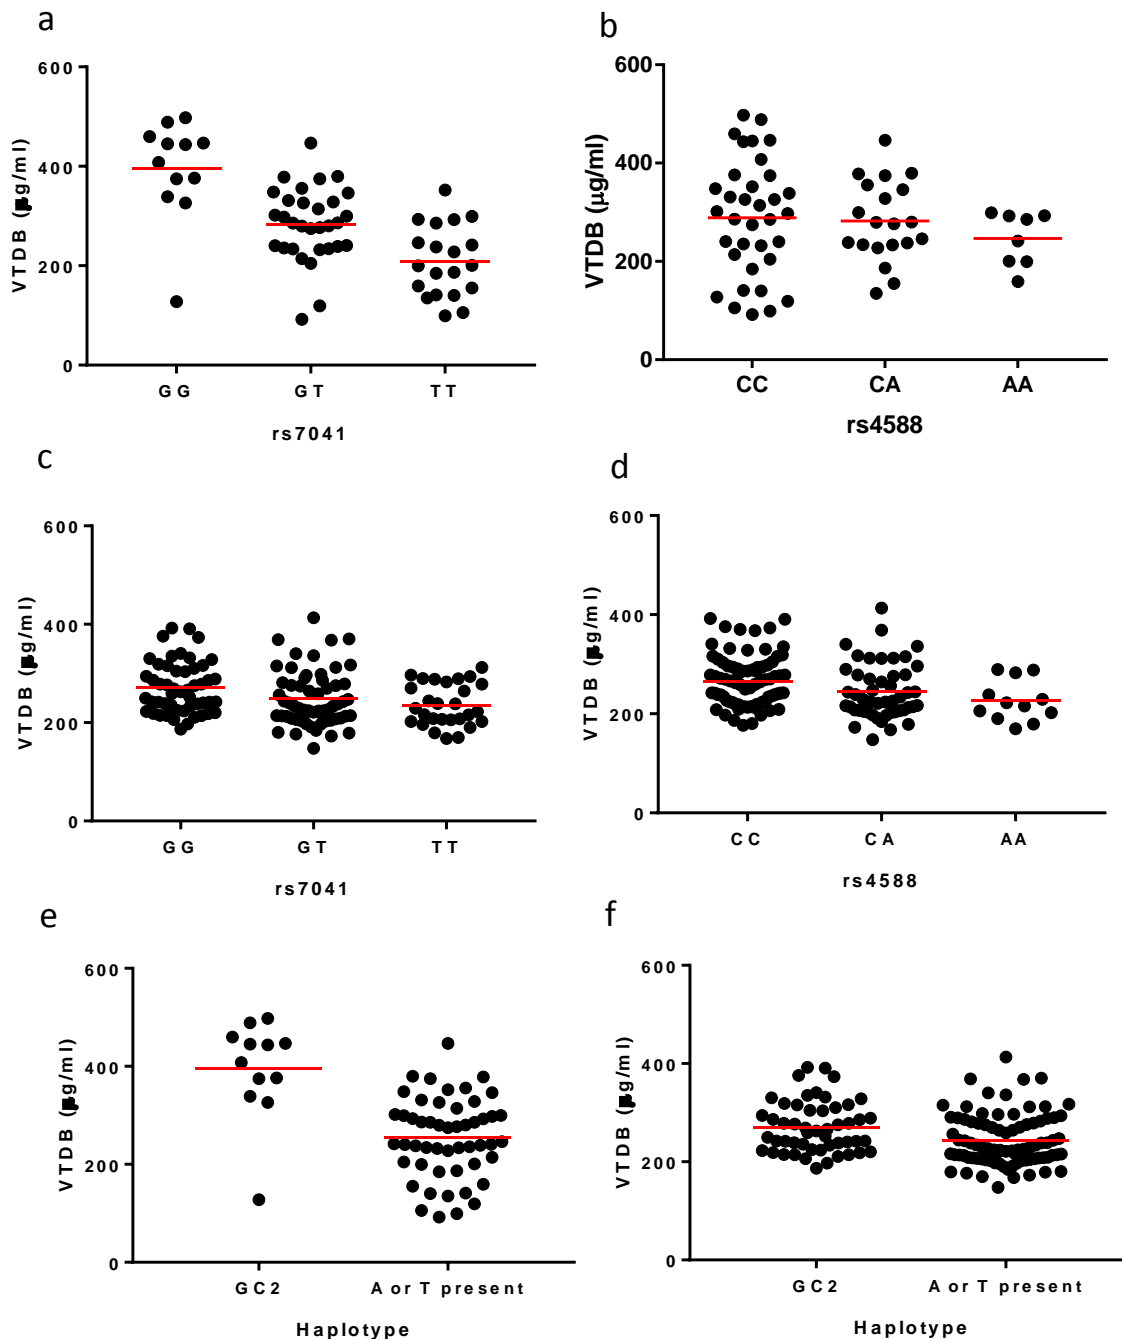 a
600
400
200
0
VTDB (µg/ml)
GG GT TT
rs7041
b
600
400
200
0
VTDB (µg/ml)
CC CA AA
rs4588
c
600
400
200
0
VTDB (µg/ml)
GG GT TT
rs7041
d
600
400
200
0
VTDB (µg/ml)
CC CA AA
rs4588
e
600
400
200
0
VTDB (µg/ml)
GC2 A or T present
Haplotype
f
600
400
200
0
VTDB (µg/ml)
GC2 A or T present
Haplotype